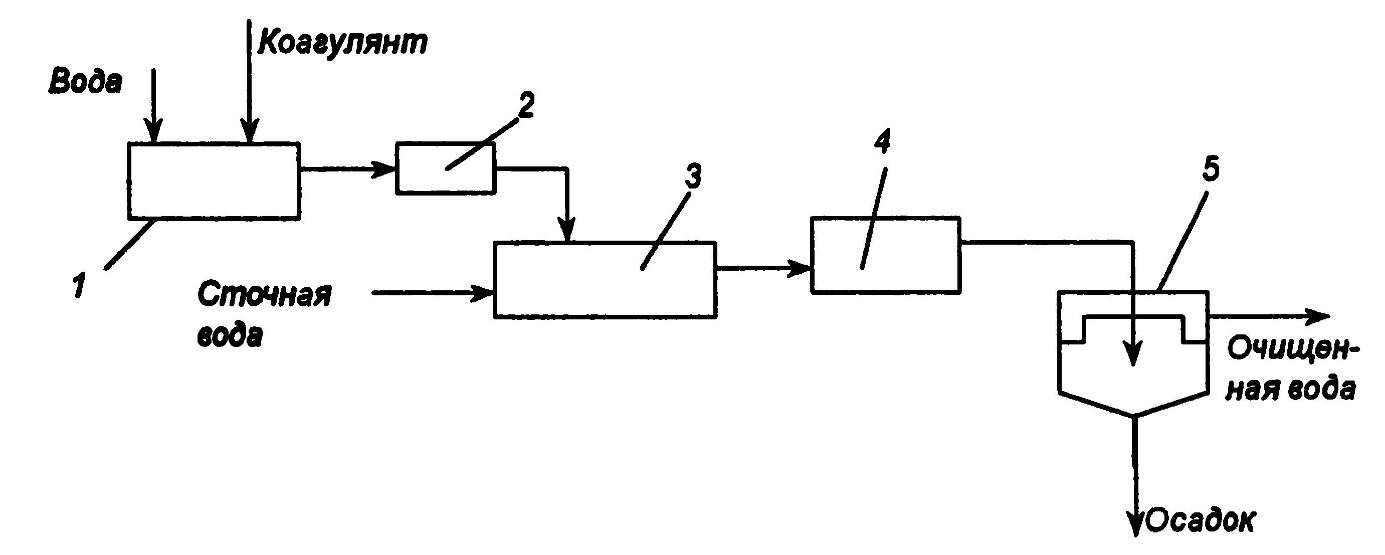 Коагулянт
Вода
2
4
3
5
1
Сточная
вода
Очищен-
ная вода
Осадок